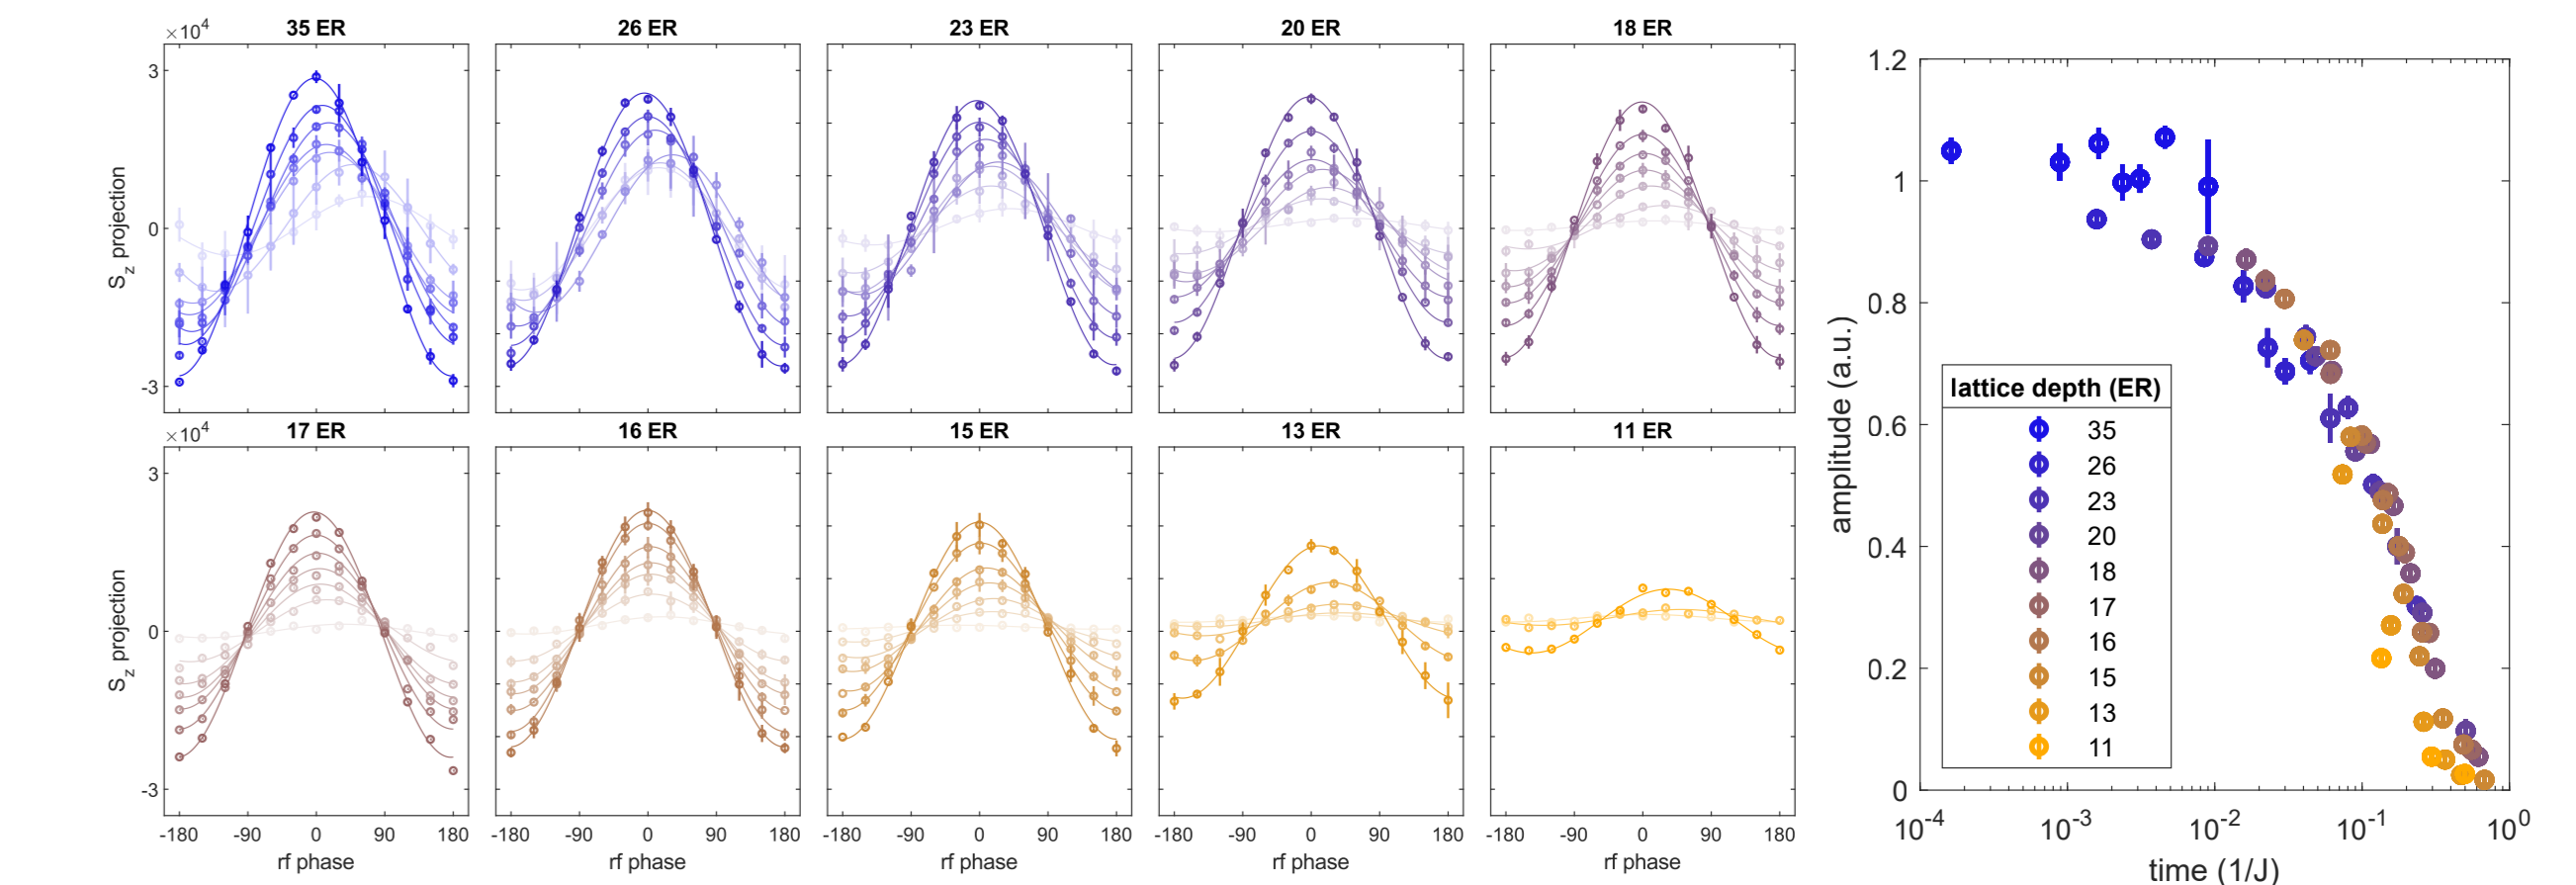 35 ER
26 ER
23 ER
20 ER
18 ER
×10⁴
S_z projection
3
0
-3
17 ER
16 ER
15 ER
13 ER
11 ER
×10⁴
S_z projection
3
0
-3
-180 -90 0 90 180
-180 -90 0 90 180
-180 -90 0 90 180
-180 -90 0 90 180
-180 -90 0 90 180
rf phase
rf phase
rf phase
rf phase
rf phase
amplitude (a.u.)
1.2
1
0.8
0.6
0.4
0.2
0
lattice depth (ER)
35
26
23
20
18
17
16
15
13
11
10⁻⁴ 10⁻³ 10⁻² 10⁻¹ 10⁰
time (1/J)